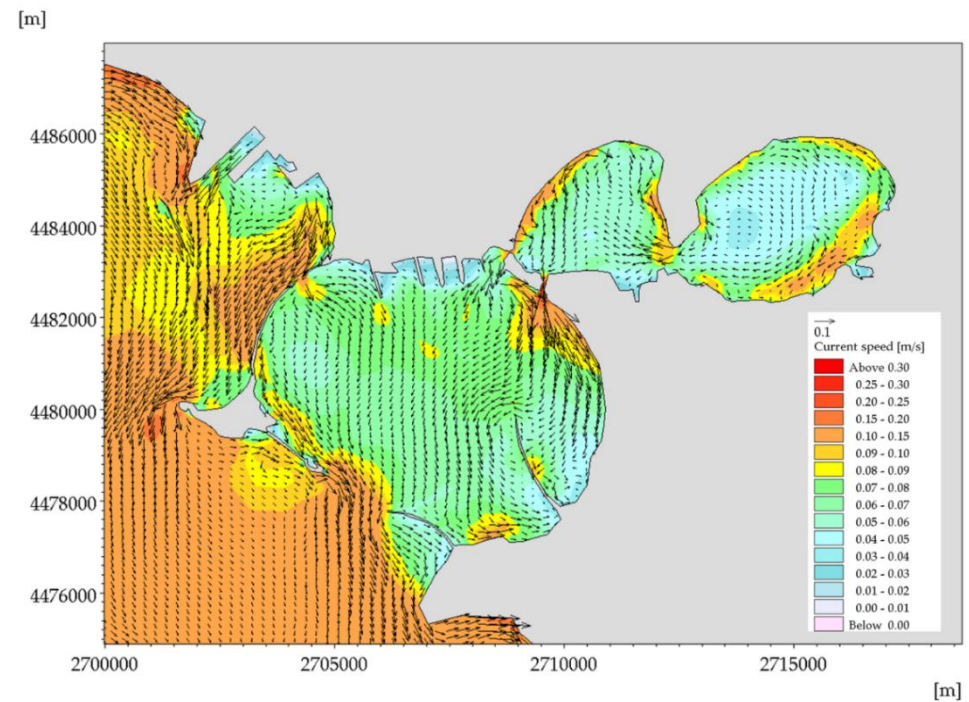 [m]
4486000
4484000
4482000
4480000
4478000
4476000
2700000 2705000 2710000 2715000
[m]
0.1
Current speed [m/s]
Above 0.30
0.25 - 0.30
0.20 - 0.25
0.15 - 0.20
0.10 - 0.15
0.09 - 0.10
0.08 - 0.09
0.07 - 0.08
0.06 - 0.07
0.05 - 0.06
0.04 - 0.05
0.03 - 0.04
0.02 - 0.03
0.01 - 0.02
0.00 - 0.01
Below 0.00